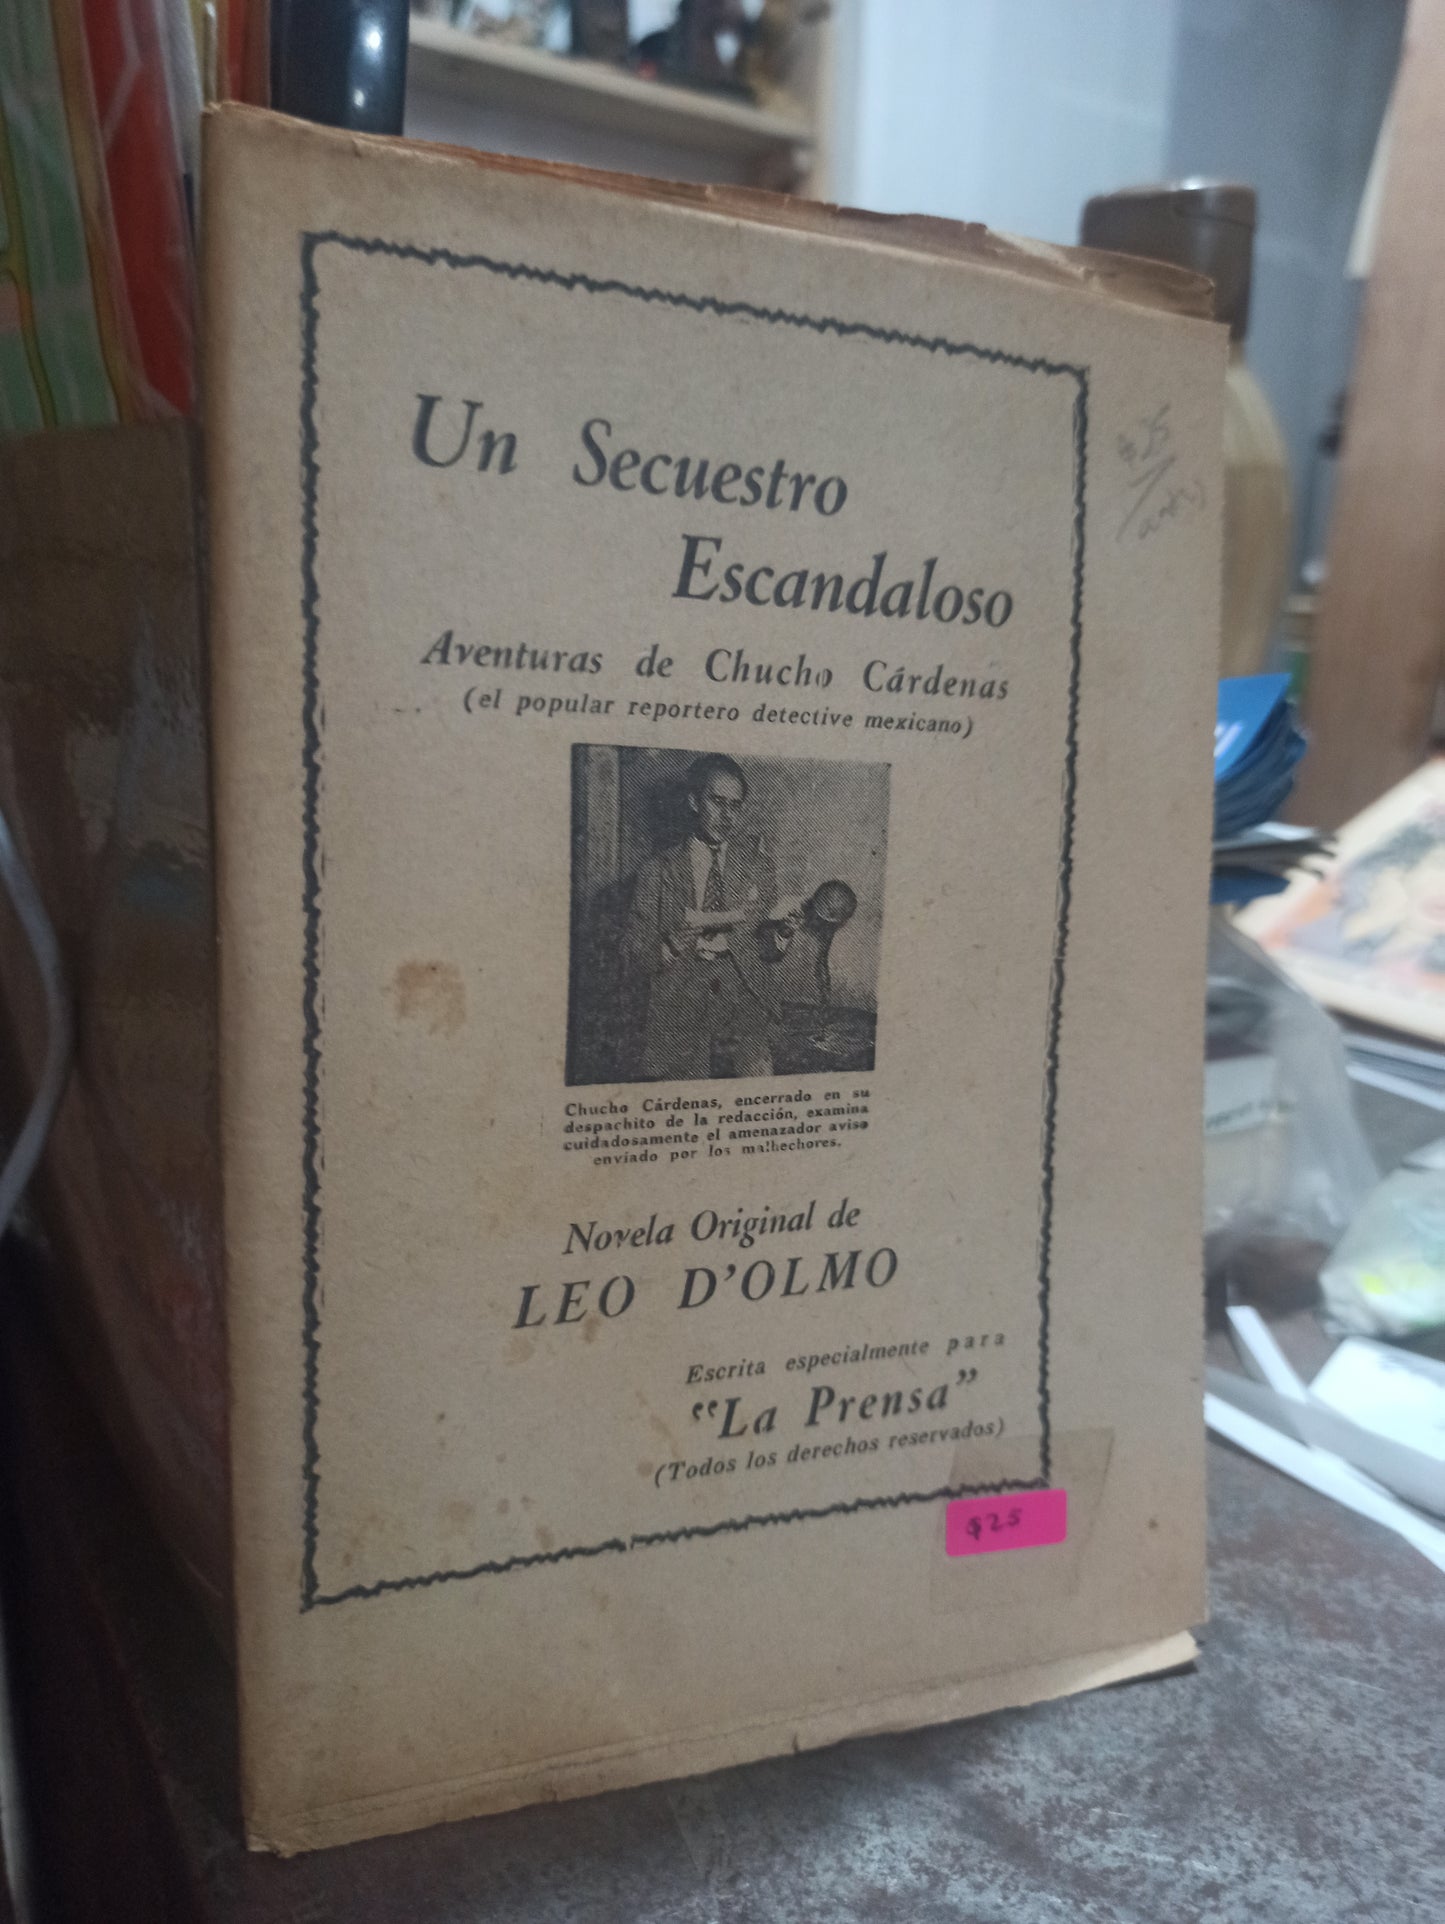 $25
Un Secuestro
Escandaloso
Aventuras de Chucho Cárdenas
(el popular reportero detective mexicano)
Chucho Cárdenas, encerrado en su
despachito de la redacción, examina
cuidadosamente el amenazador aviso
enviado por los malhechores.
Novela Original de
LEO D'OLMO
Escrita especialmente para
"La Prensa"
(Todos los derechos reservados)
$25